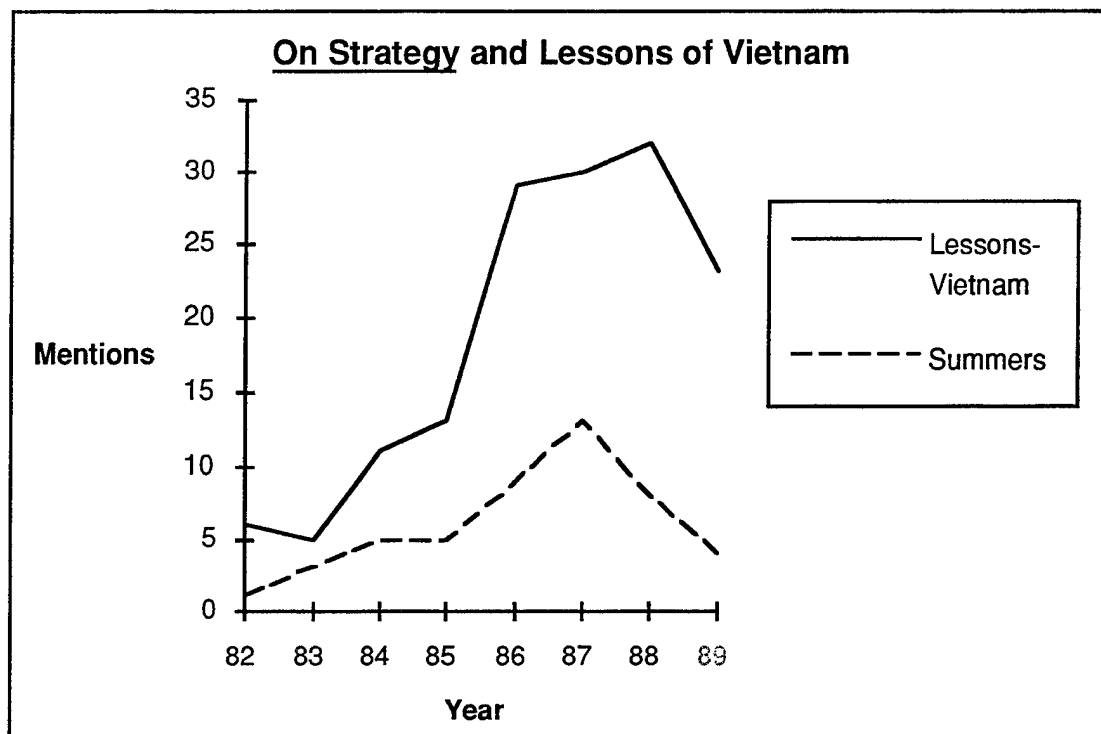 On Strategy and Lessons of Vietnam
35
30
25
20
15
10
5
0
Mentions
82 83 84 85 86 87 88 89
Year
Lessons-
Vietnam
Summers